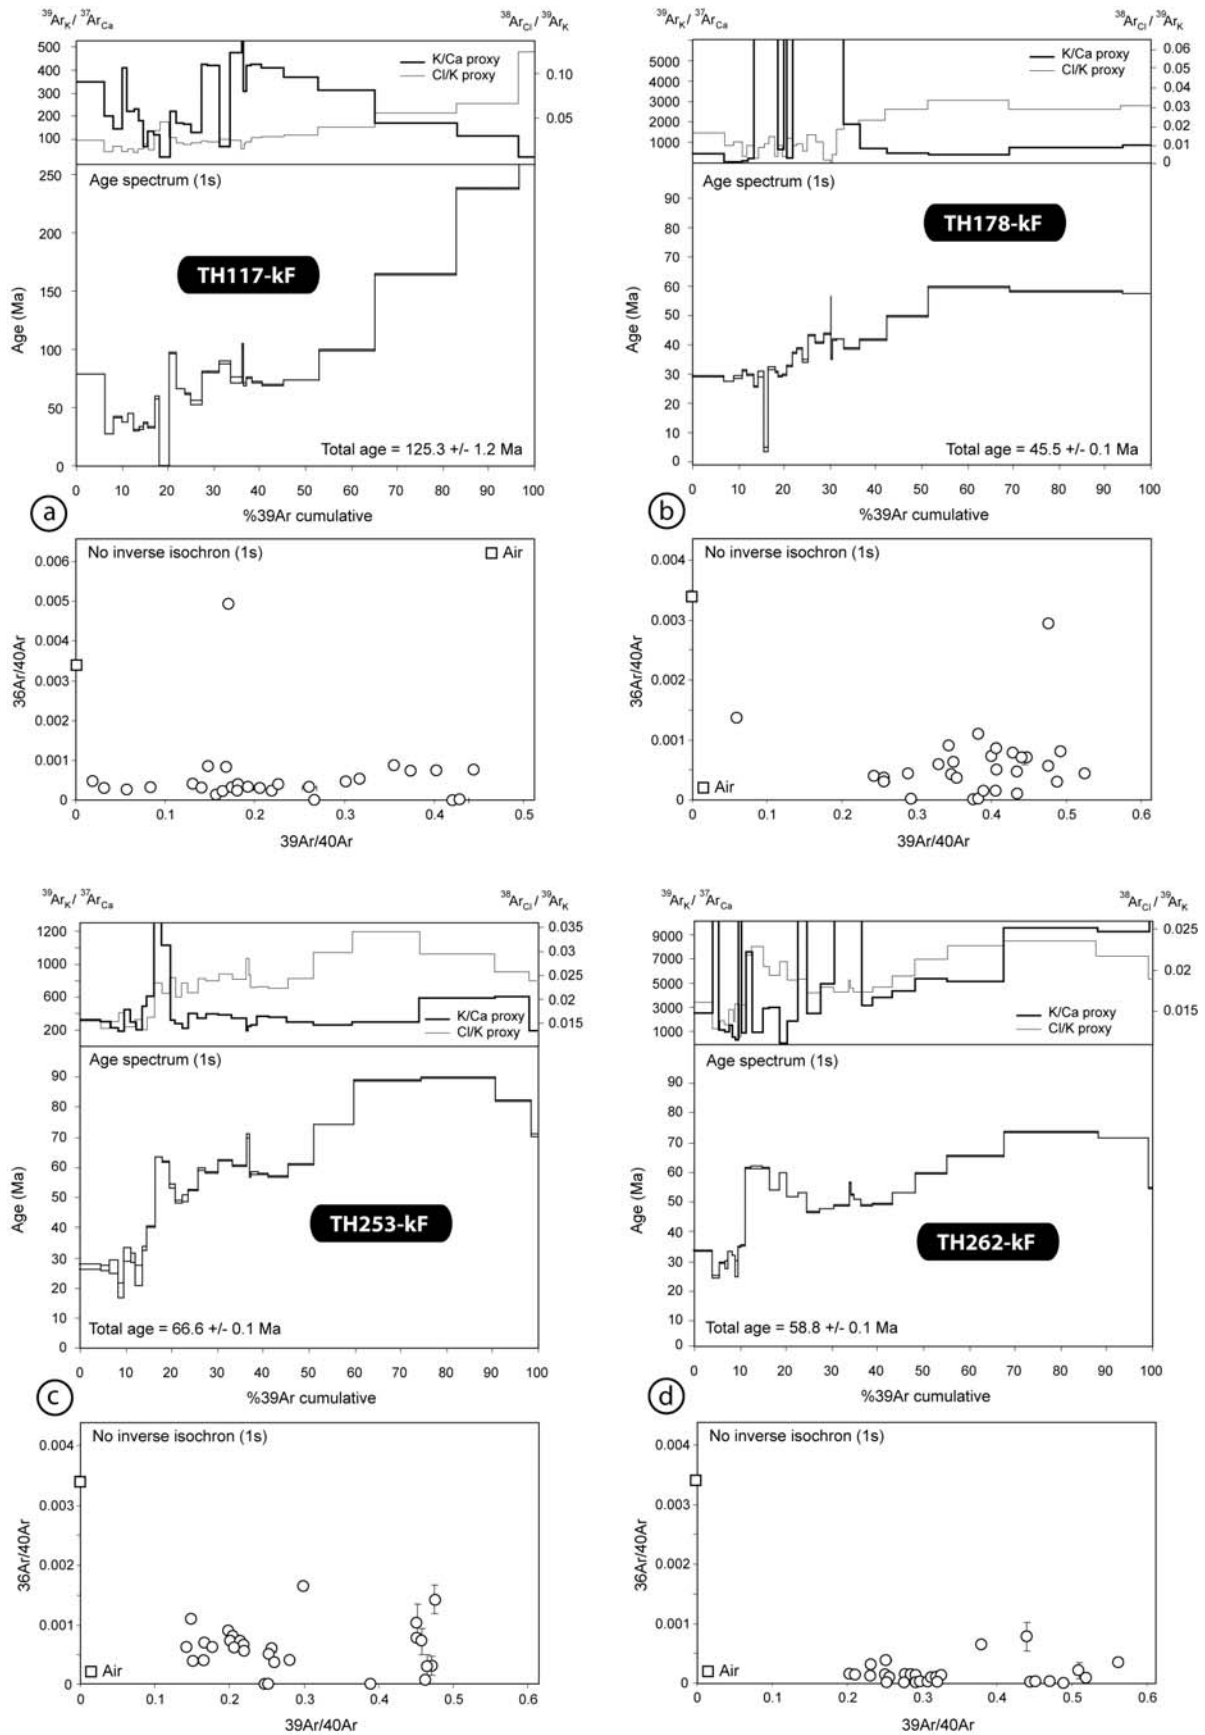 39ArK / 37ArCa
38ArCl / 39ArK
500
400
300
200
100
0.10
0.05
K/Ca proxy
Cl/K proxy
Age spectrum (1s)
250
200
150
100
50
0
Age (Ma)
TH117-kF
Total age = 125.3 +/- 1.2 Ma
0 10 20 30 40 50 60 70 80 90 100
%39Ar cumulative
a
No inverse isochron (1s)
Air
0.006
0.005
0.004
0.003
0.002
0.001
0
36Ar/40Ar
0 0.1 0.2 0.3 0.4 0.5
39Ar/40Ar
39ArK / 37ArCa
38ArCl / 39ArK
5000
4000
3000
2000
1000
0.06
0.05
0.04
0.03
0.02
0.01
0
K/Ca proxy
Cl/K proxy
Age spectrum (1s)
90
80
70
60
50
40
30
20
10
0
Age (Ma)
TH178-kF
Total age = 45.5 +/- 0.1 Ma
0 10 20 30 40 50 60 70 80 90 100
%39Ar cumulative
b
No inverse isochron (1s)
0.004
0.003
0.002
0.001
0
36Ar/40Ar
Air
0 0.1 0.2 0.3 0.4 0.5 0.6
39Ar/40Ar
39ArK / 37ArCa
38ArCl / 39ArK
1200
1000
600
200
0.035
0.03
0.025
0.02
0.015
K/Ca proxy
Cl/K proxy
Age spectrum (1s)
90
80
70
60
50
40
30
20
10
0
Age (Ma)
TH253-kF
Total age = 66.6 +/- 0.1 Ma
0 10 20 30 40 50 60 70 80 90 100
%39Ar cumulative
c
No inverse isochron (1s)
0.004
0.003
0.002
0.001
0
36Ar/40Ar
Air
0 0.1 0.2 0.3 0.4 0.5 0.6
39Ar/40Ar
39ArK / 37ArCa
38ArCl / 39ArK
9000
7000
5000
3000
1000
0.025
0.02
0.015
K/Ca proxy
Cl/K proxy
Age spectrum (1s)
90
80
70
60
50
40
30
20
10
0
Age (Ma)
TH262-kF
Total age = 58.8 +/- 0.1 Ma
0 10 20 30 40 50 60 70 80 90 100
%39Ar cumulative
d
No inverse isochron (1s)
0.004
0.003
0.002
0.001
0
36Ar/40Ar
Air
0 0.1 0.2 0.3 0.4 0.5 0.6
39Ar/40Ar